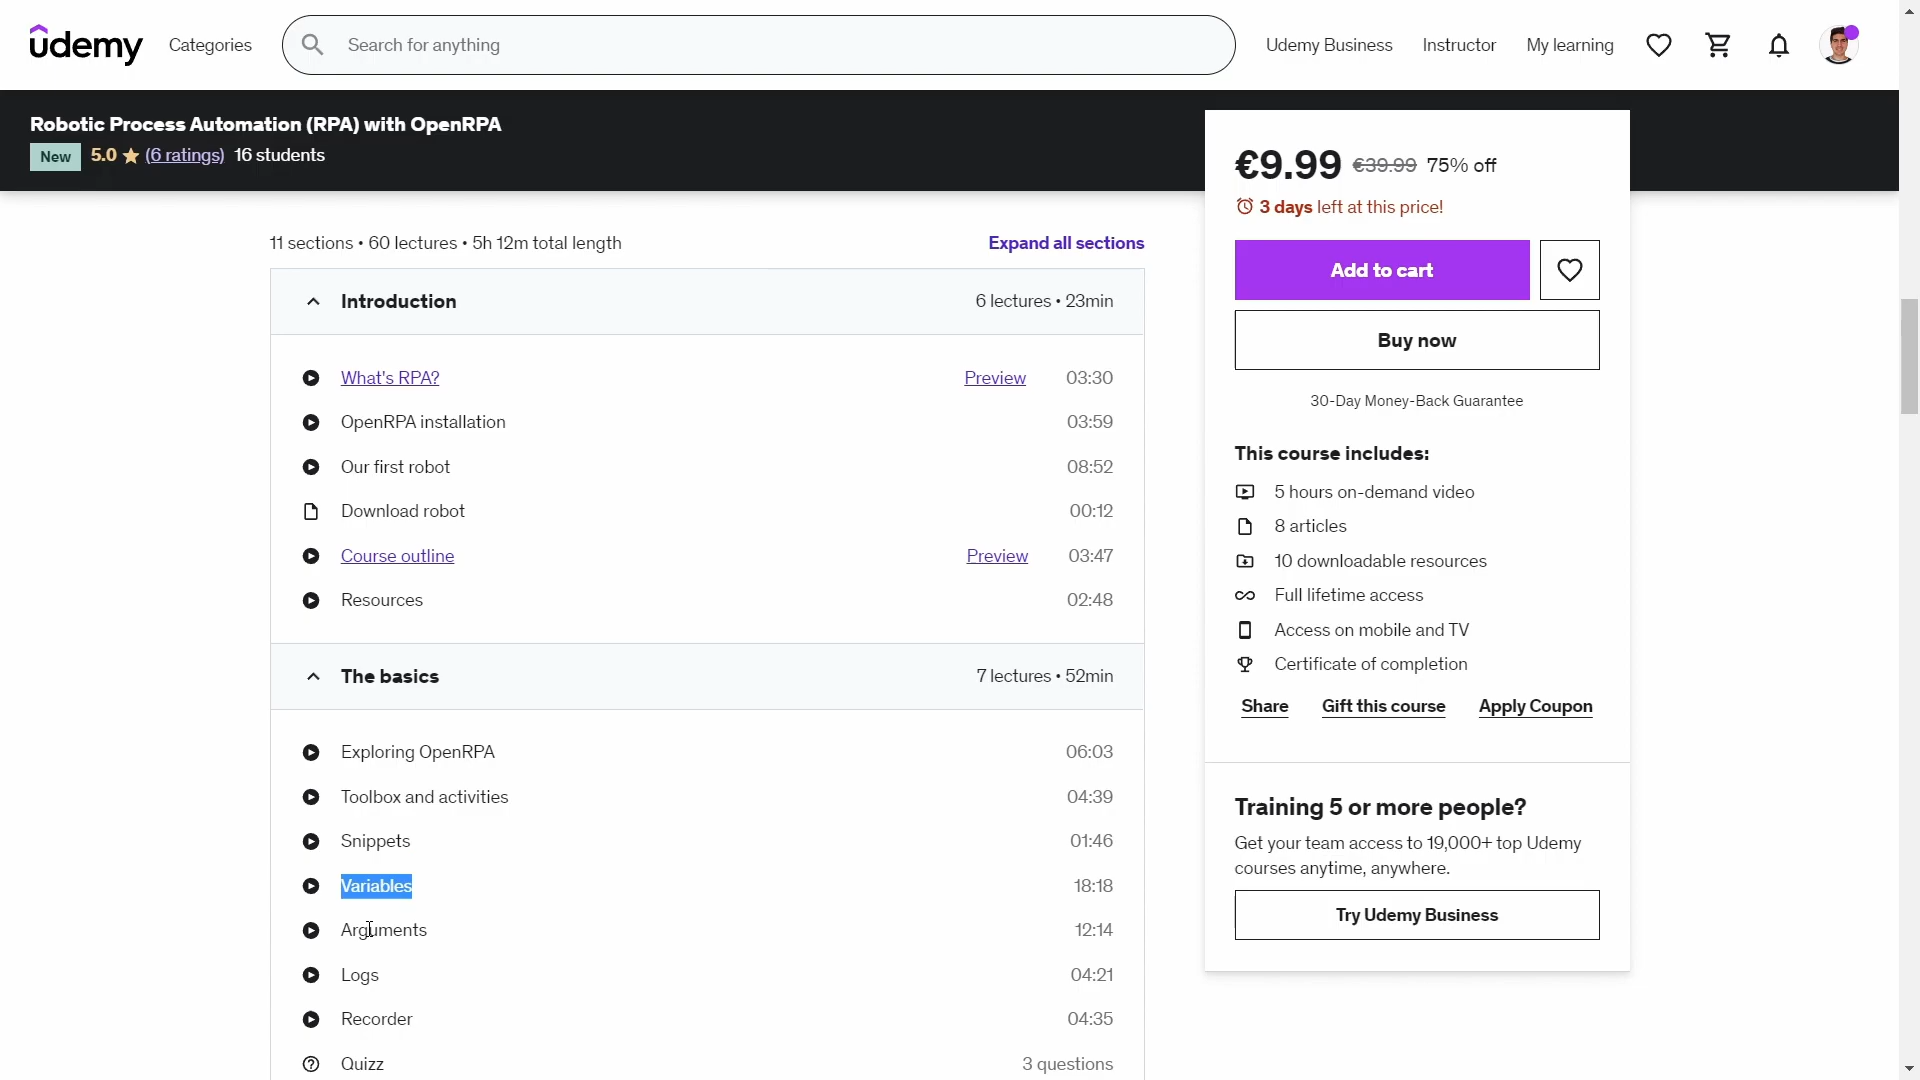 udemy Categories Search for anything Udemy Business Instructor My learning
Robotic Process Automation (RPA) with OpenRPA
New 5.0 (6 ratings) 16 students
€9.99 €39.99 75% off
3 days left at this price!
Add to cart
Buy now
30-Day Money-Back Guarantee
This course includes:
5 hours on-demand video
8 articles
10 downloadable resources
Full lifetime access
Access on mobile and TV
Certificate of completion
Share Gift this course Apply Coupon
Training 5 or more people?
Get your team access to 19,000+ top Udemy
courses anytime, anywhere.
Try Udemy Business
11 sections • 60 lectures • 5h 12m total length Expand all sections
Introduction 6 lectures • 23min
What's RPA? Preview 03:30
OpenRPA installation 03:59
Our first robot 08:52
Download robot 00:12
Course outline Preview 03:47
Resources 02:48
The basics 7 lectures • 52min
Exploring OpenRPA 06:03
Toolbox and activities 04:39
Snippets 01:46
Variables 18:18
Arguments 12:14
Logs 04:21
Recorder 04:35
Quizz 3 questions